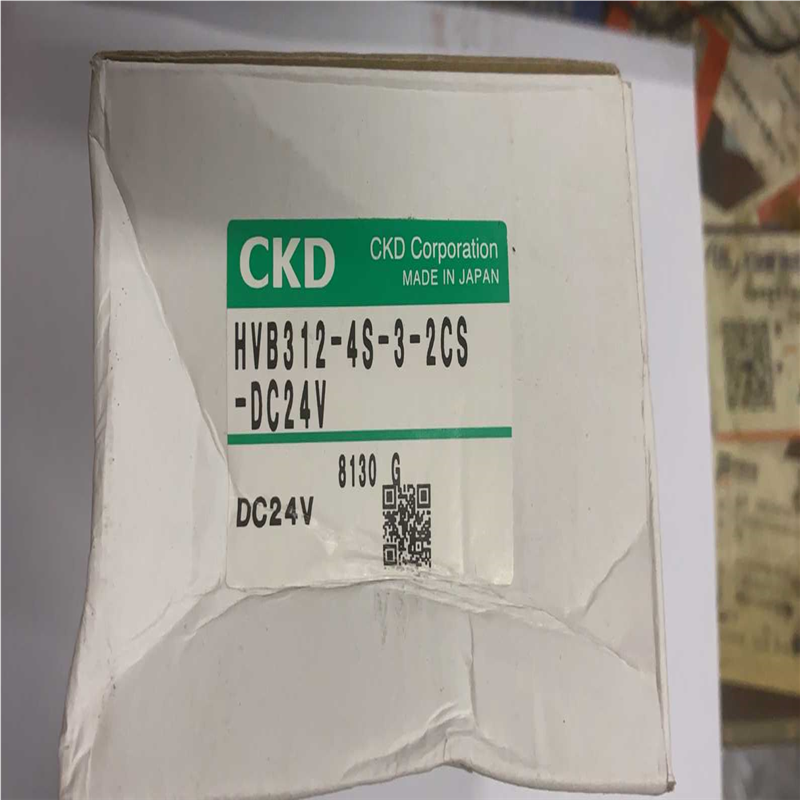 CKD
CKD Corporation
MADE IN JAPAN
HVB312-4S-3-2CS
-DC24V
8130 G
DC24V